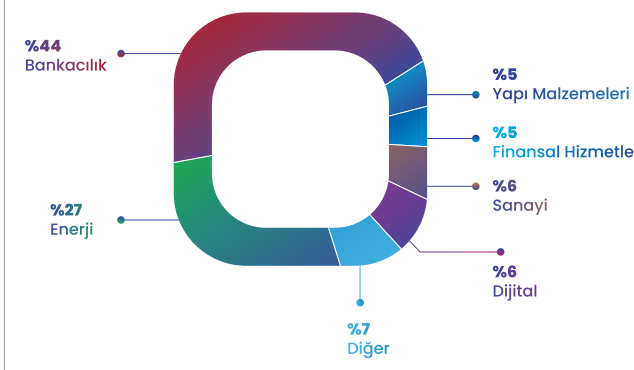 %44
Bankacılık
%5
Yapı Malzemeleri
%5
Finansal Hizmetle
%6
Sanayi
%27
Enerji
%6
Dijital
%7
Diğer